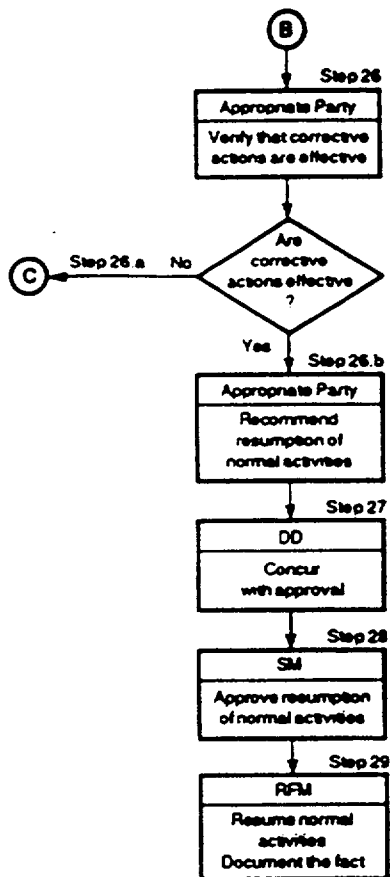 B
Step 26
Appropriate Party
Verify that corrective
actions are effective
Are
corrective
actions effective
?
Step 26.a No
C
Yes
Step 26.b
Appropriate Party
Recommend
resumption of
normal activities
Step 27
DD
Concur
with approval
Step 28
SM
Approve resumption
of normal activities
Step 29
RFM
Resume normal
activities
Document the fact